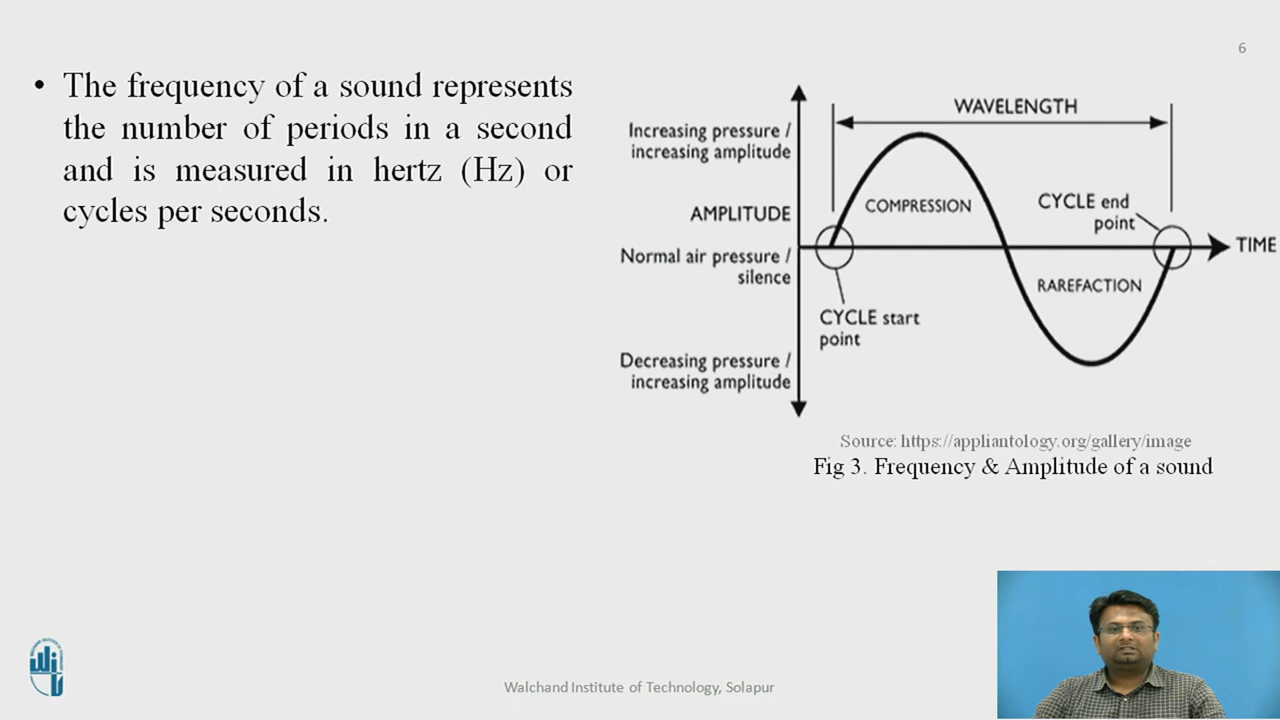 6
• The frequency of a sound represents
the number of periods in a second
and is measured in hertz (Hz) or
cycles per seconds.
WAVELENGTH
Increasing pressure /
increasing amplitude
COMPRESSION
CYCLE end
point
AMPLITUDE
TIME
Normal air pressure /
silence
RAREFACTION
CYCLE start
point
Decreasing pressure /
increasing amplitude
Source: https://appliantology.org/gallery/image
Fig 3. Frequency & Amplitude of a sound
Walchand Institute of Technology, Solapur